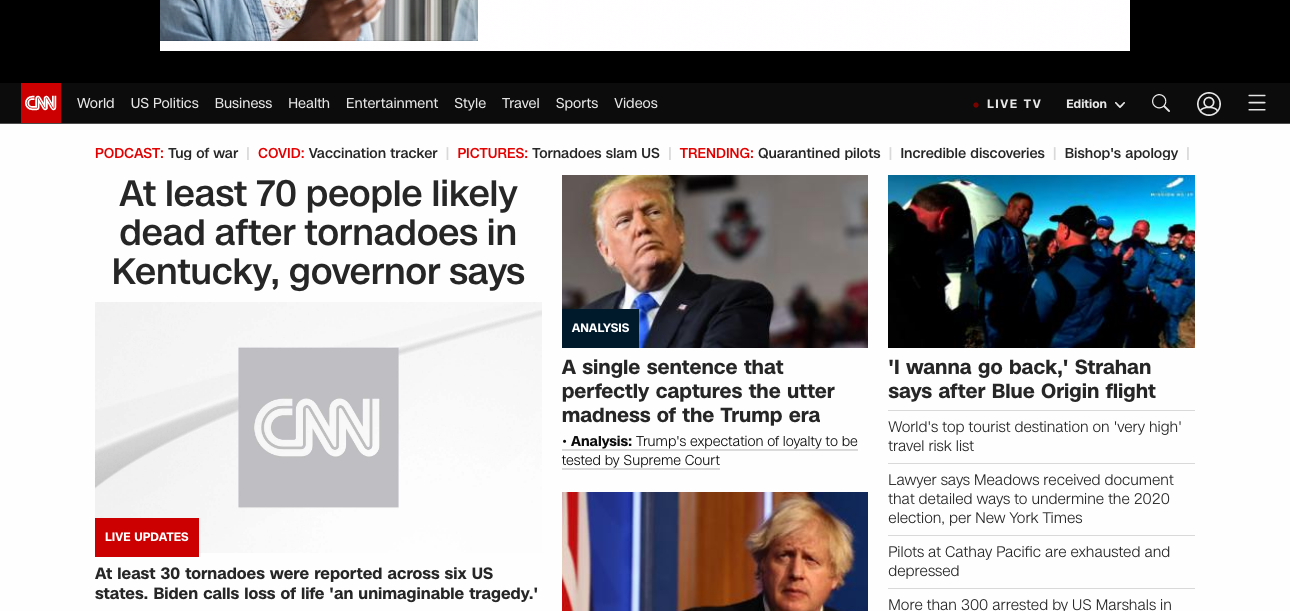 CNN
World
US Politics
Business
Health
Entertainment
Style
Travel
Sports
Videos
LIVE TV
Edition
PODCAST: Tug of war
COVID: Vaccination tracker
PICTURES: Tornadoes slam US
TRENDING: Quarantined pilots
Incredible discoveries
Bishop's apology
At least 70 people likely
dead after tornadoes in
Kentucky, governor says
CNN
LIVE UPDATES
At least 30 tornadoes were reported across six US
states. Biden calls loss of life 'an unimaginable tragedy.'
ANALYSIS
A single sentence that
perfectly captures the utter
madness of the Trump era
• Analysis: Trump's expectation of loyalty to be
tested by Supreme Court
'I wanna go back,' Strahan
says after Blue Origin flight
World's top tourist destination on 'very high'
travel risk list
Lawyer says Meadows received document
that detailed ways to undermine the 2020
election, per New York Times
Pilots at Cathay Pacific are exhausted and
depressed
More than 300 arrested by US Marshals in